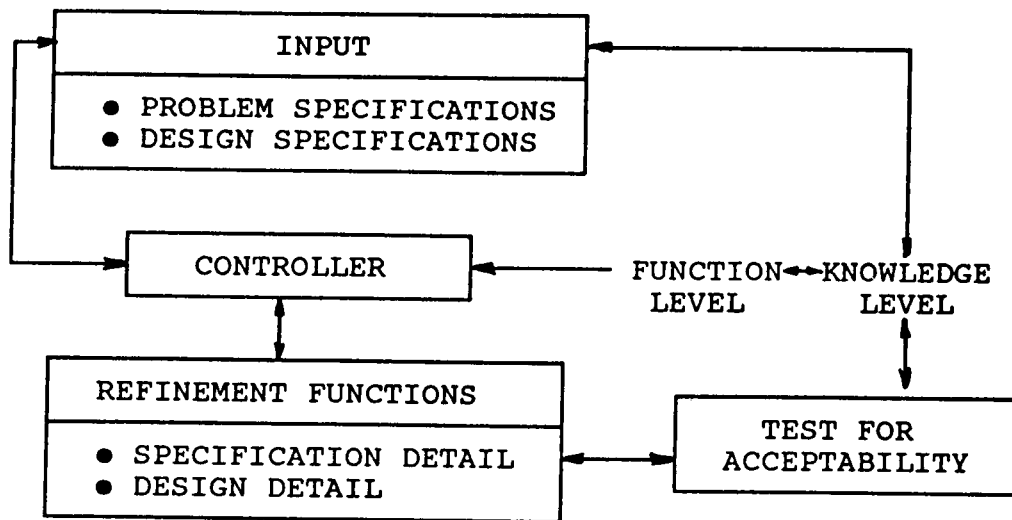 INPUT
● PROBLEM SPECIFICATIONS
● DESIGN SPECIFICATIONS
CONTROLLER
FUNCTION
LEVEL
KNOWLEDGE
LEVEL
REFINEMENT FUNCTIONS
● SPECIFICATION DETAIL
● DESIGN DETAIL
TEST FOR
ACCEPTABILITY